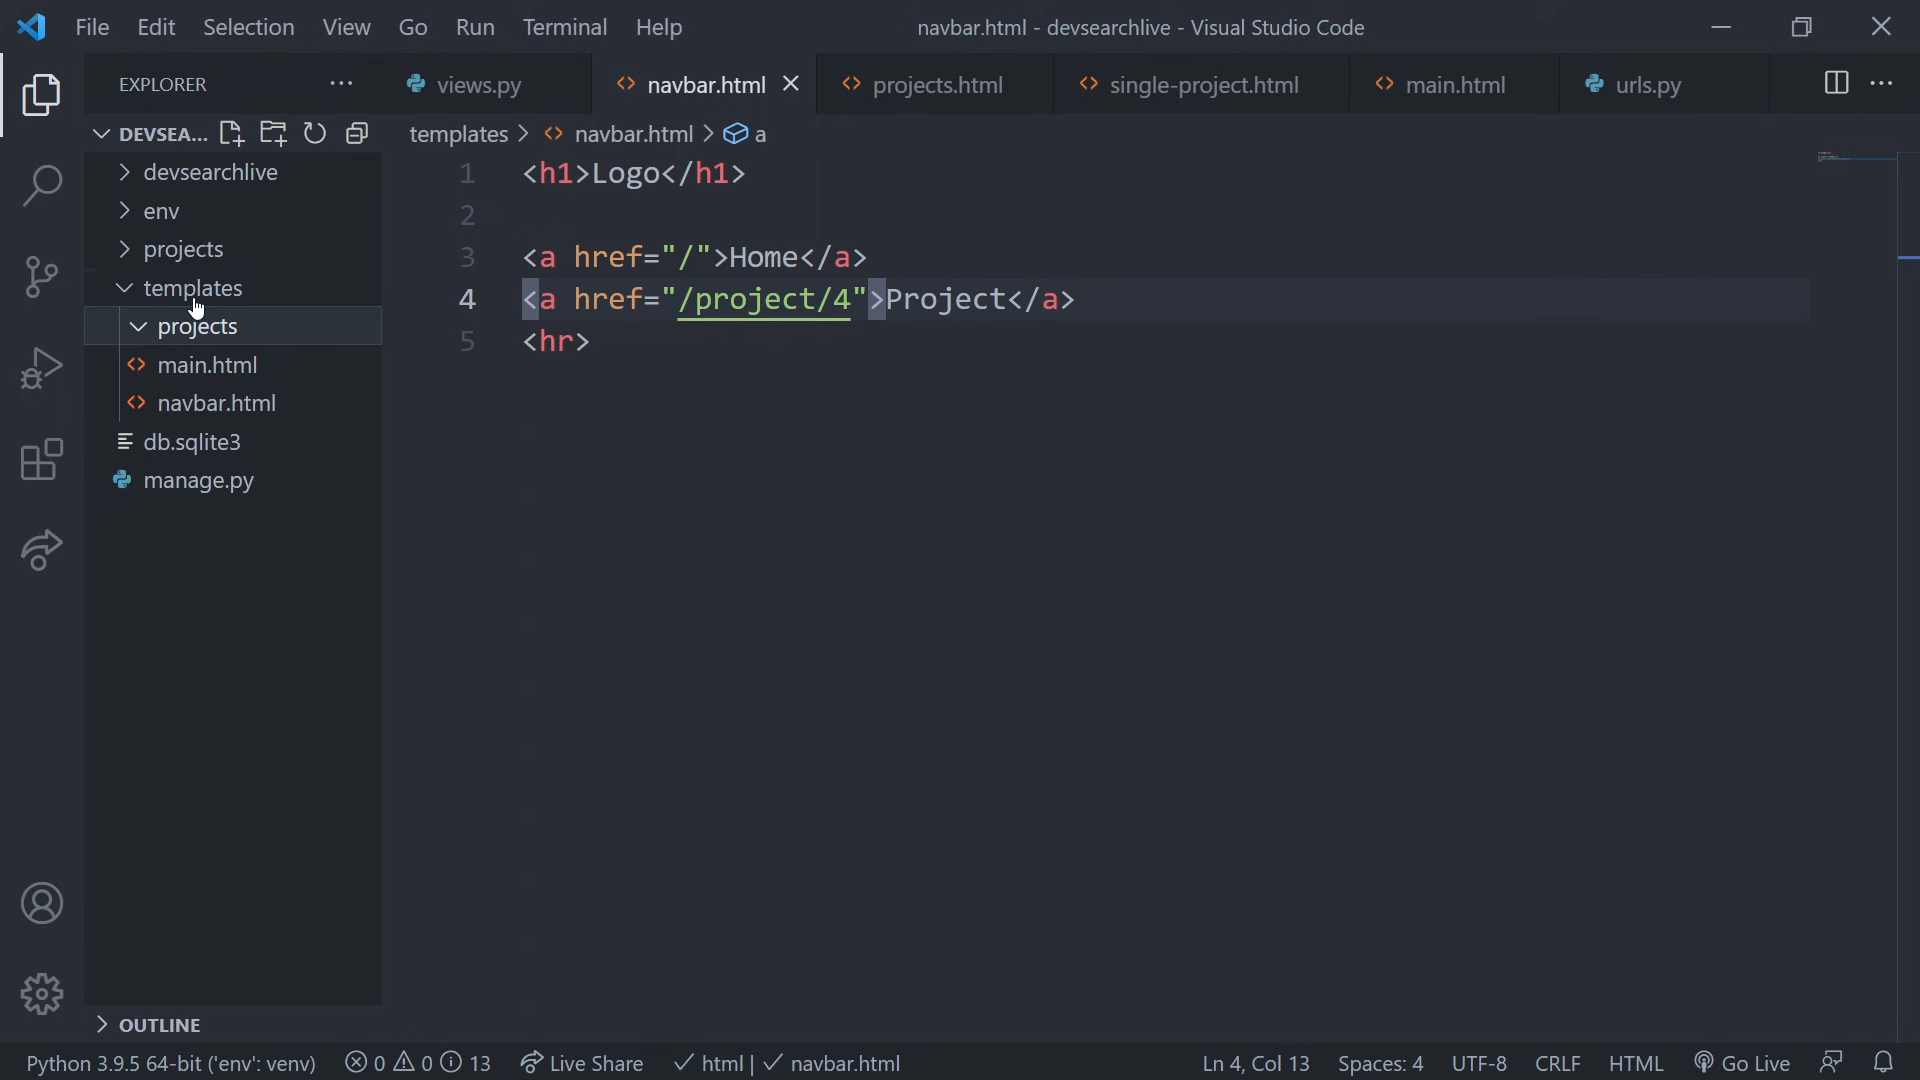 File Edit Selection View Go Run Terminal Help
navbar.html - devsearchlive - Visual Studio Code
EXPLORER
views.py
navbar.html
projects.html
single-project.html
main.html
urls.py
DEVSEA...
devsearchlive
env
projects
templates
projects
main.html
navbar.html
db.sqlite3
manage.py
OUTLINE
templates > navbar.html > a
1 <h1>Logo</h1>
2
3 <a href="/">Home</a>
4 <a href="/project/4">Project</a>
5 <hr>
Python 3.9.5 64-bit ('env': venv) 0 0 13 Live Share html | navbar.html Ln 4, Col 13 Spaces: 4 UTF-8 CRLF HTML Go Live